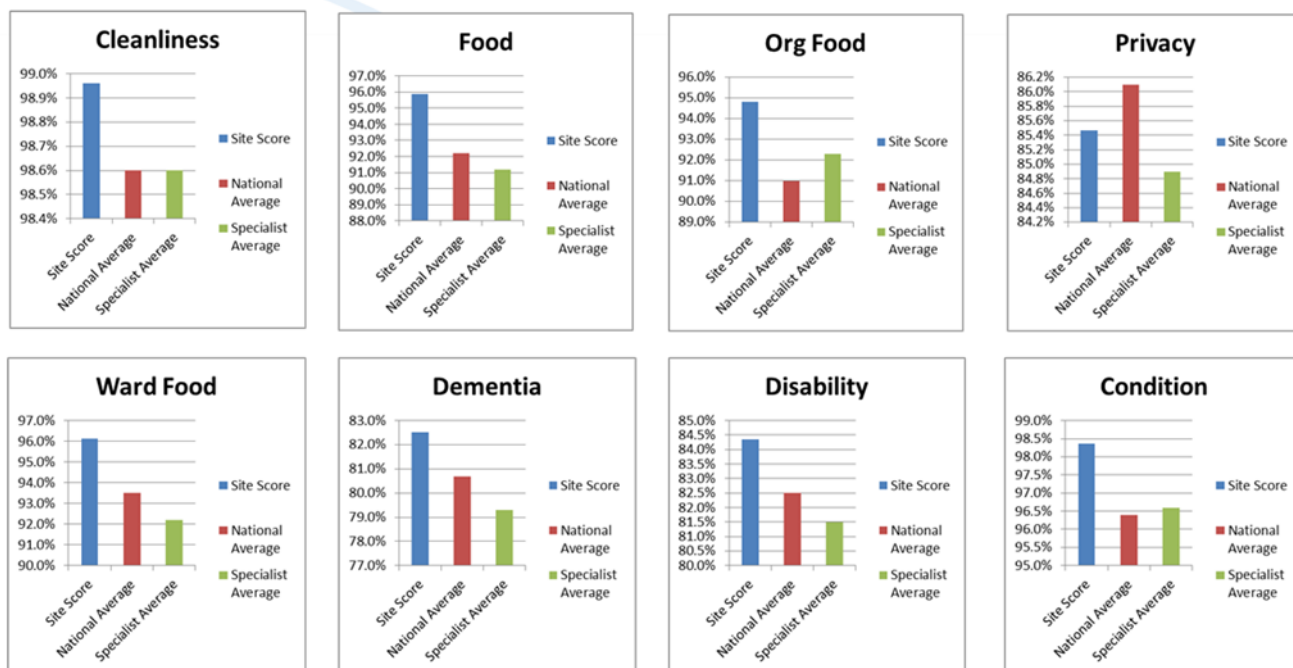 Cleanliness
99.0%
98.9%
98.8%
98.7%
98.6%
98.5%
98.4%
Site Score
National Average
Specialist Average
Site Score
National
Average
Specialist
Average
Food
97.0%
96.0%
95.0%
94.0%
93.0%
92.0%
91.0%
90.0%
89.0%
88.0%
Site Score
National Average
Specialist Average
Site Score
National
Average
Specialist
Average
Org Food
96.0%
95.0%
94.0%
93.0%
92.0%
91.0%
90.0%
89.0%
Site Score
National Average
Specialist Average
Site Score
National
Average
Specialist
Average
Privacy
86.2%
86.0%
85.8%
85.6%
85.4%
85.2%
85.0%
84.8%
84.6%
84.4%
84.2%
Site Score
National Average
Specialist Average
Site Score
National
Average
Specialist
Average
Ward Food
97.0%
96.0%
95.0%
94.0%
93.0%
92.0%
91.0%
90.0%
Site Score
National Average
Specialist Average
Site Score
National
Average
Specialist
Average
Dementia
83.0%
82.0%
81.0%
80.0%
79.0%
78.0%
77.0%
Site Score
National Average
Specialist Average
Site Score
National
Average
Specialist
Average
Disability
85.0%
84.5%
84.0%
83.5%
83.0%
82.5%
82.0%
81.5%
81.0%
80.5%
80.0%
Site Score
National Average
Specialist Average
Site Score
National
Average
Specialist
Average
Condition
99.0%
98.5%
98.0%
97.5%
97.0%
96.5%
96.0%
95.5%
95.0%
Site Score
National Average
Specialist Average
Site Score
National
Average
Specialist
Average